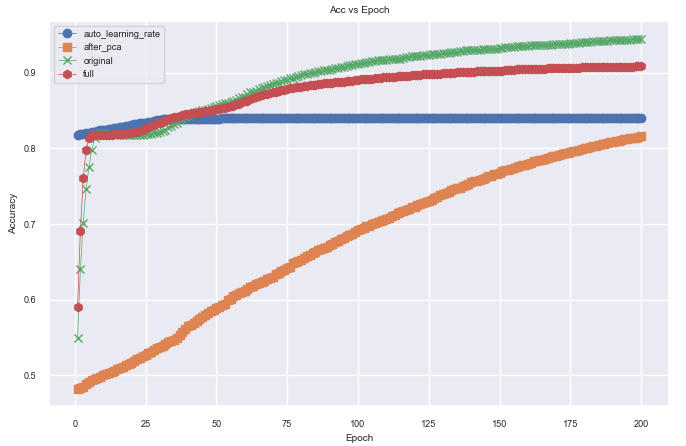 Acc vs Epoch
auto_learning_rate
after_pca
original
full
Accuracy
0.9
0.8
0.7
0.6
0.5
0 25 50 75 100 125 150 175 200
Epoch